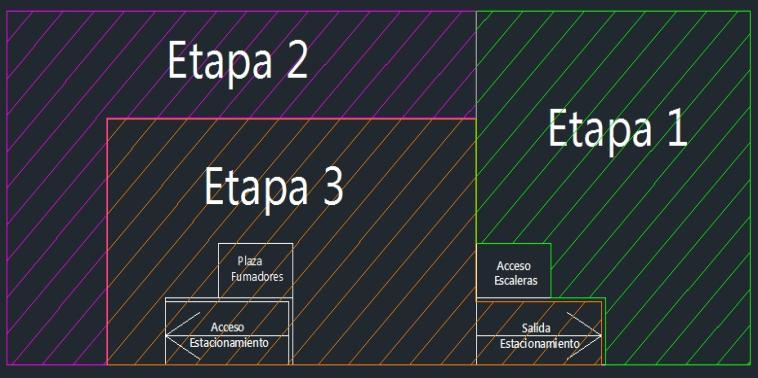 Etapa 2
Etapa 1
Etapa 3
Plaza
Fumadores
Acceso
Escaleras
Acceso
Estacionamiento
Salida
Estacionamiento